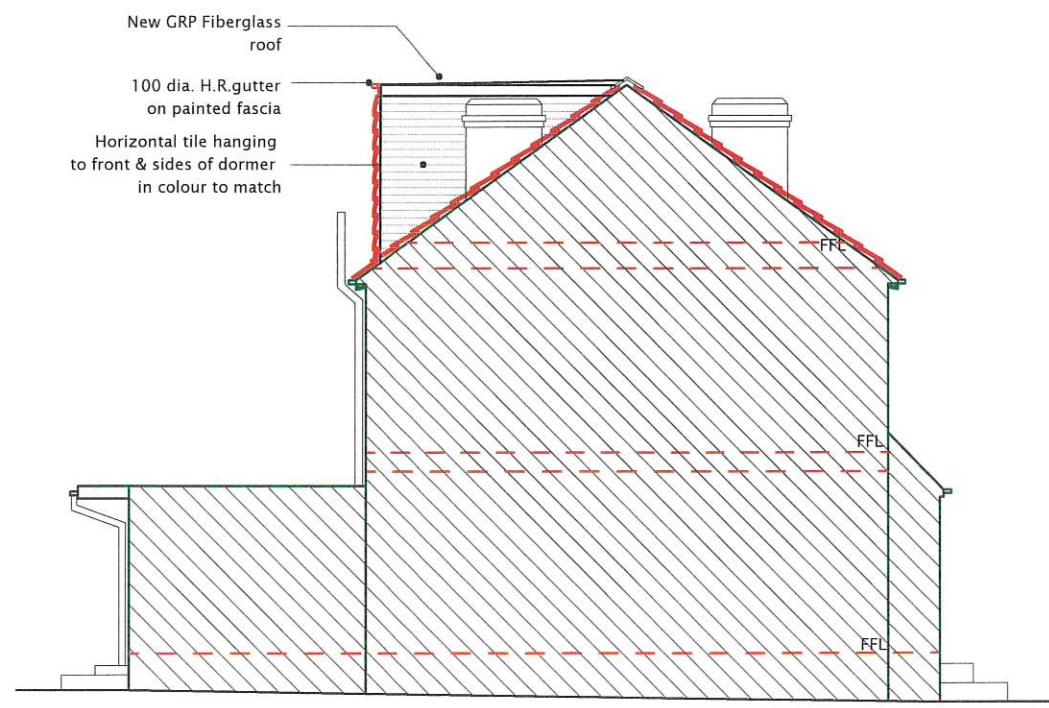 New GRP Fiberglass
roof
100 dia. H.R.gutter
on painted fascia
Horizontal tile hanging
to front & sides of dormer
in colour to match
FFL
FFL
FFL